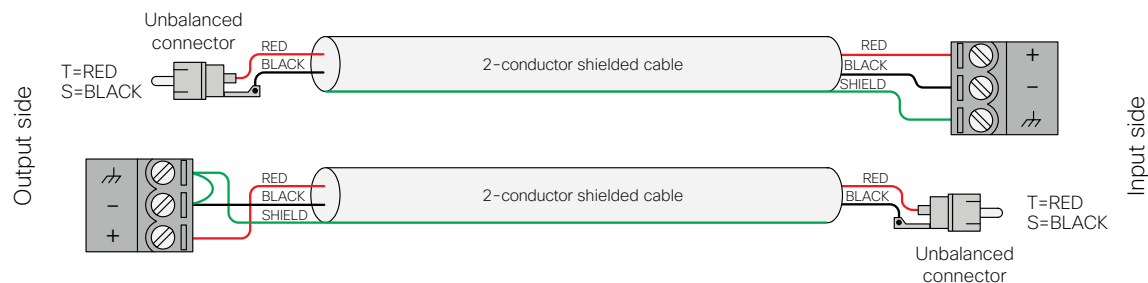 Output side
Unbalanced
connector
T=RED
S=BLACK
RED
BLACK
2-conductor shielded cable
RED
BLACK
SHIELD
+
−
Input side
−
+
RED
BLACK
SHIELD
2-conductor shielded cable
RED
BLACK
T=RED
S=BLACK
Unbalanced
connector